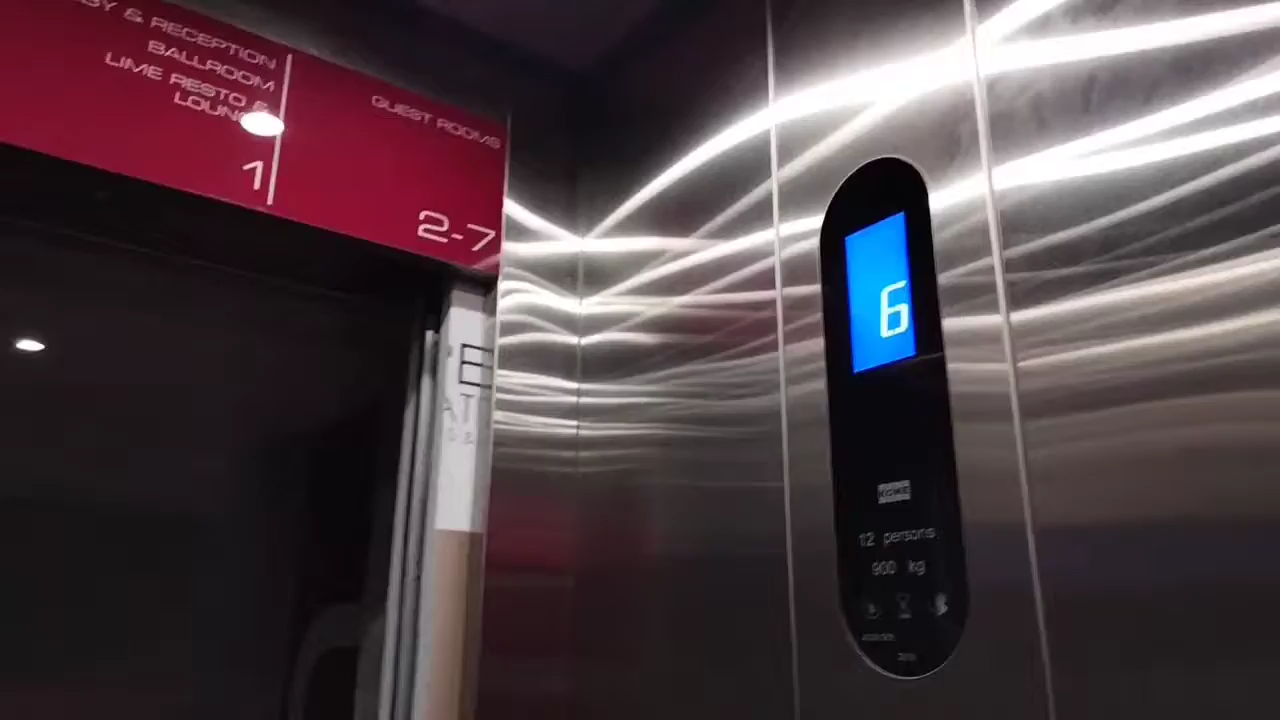 & RECEPTION
BALLROOM
LIME RESTO &
1
GUEST ROOMS
2-7
6
KONE
12 persons
900 kg